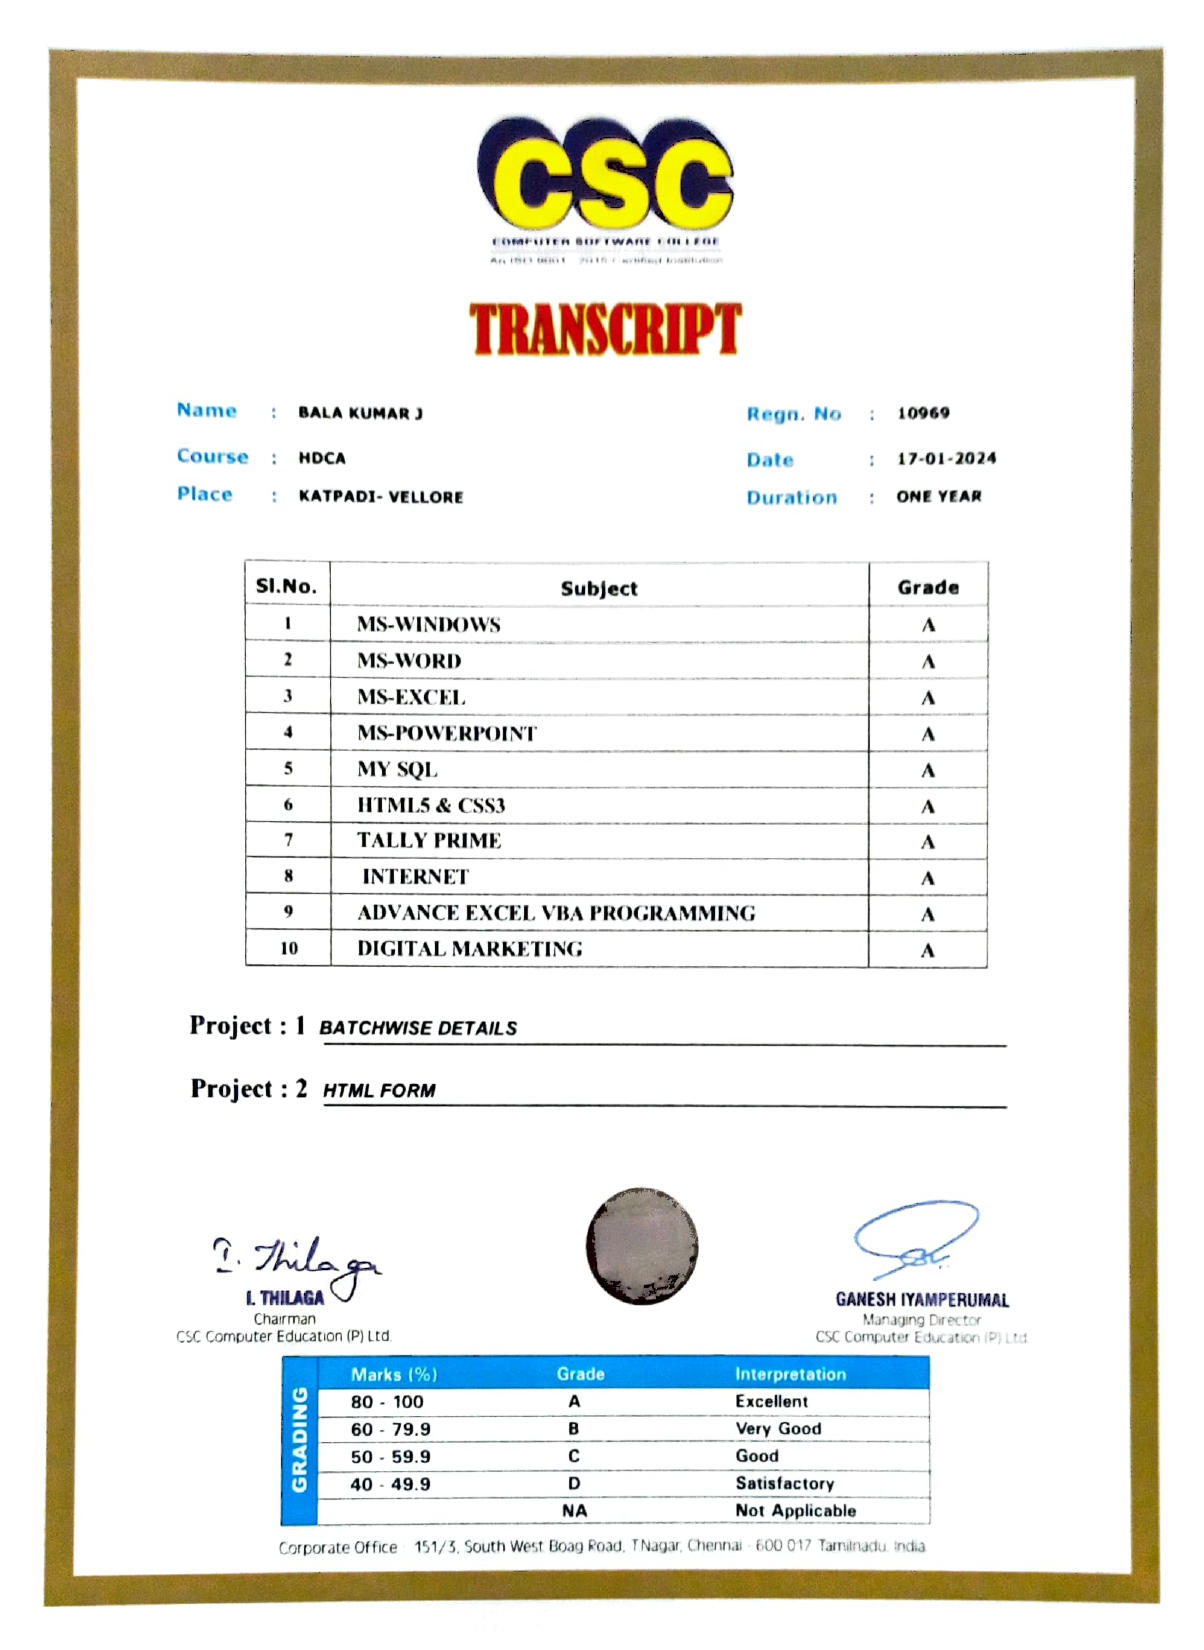 CSC
COMPUTER SOFTWARE COLLEGE
An ISO 9001 : 2015 Certified Institution
TRANSCRIPT
Name : BALA KUMAR J Regn. No : 10969
Course : HDCA Date : 17-01-2024
Place : KATPADI- VELLORE Duration : ONE YEAR
Sl.No. Subject Grade
1 MS-WINDOWS A
2 MS-WORD A
3 MS-EXCEL A
4 MS-POWERPOINT A
5 MY SQL A
6 HTML5 & CSS3 A
7 TALLY PRIME A
8 INTERNET A
9 ADVANCE EXCEL VBA PROGRAMMING A
10 DIGITAL MARKETING A
Project : 1 BATCHWISE DETAILS
Project : 2 HTML FORM
I. Thilaga
I. THILAGA GANESH IYAMPERUMAL
Chairman Managing Director
CSC Computer Education (P) Ltd. CSC Computer Education (P) Ltd
GRADING
Marks (%) Grade Interpretation
80 - 100 A Excellent
60 - 79.9 B Very Good
50 - 59.9 C Good
40 - 49.9 D Satisfactory
NA Not Applicable
Corporate Office 151/3, South West Boag Road, T.Nagar, Chennai - 600 017 Tamilnadu. India